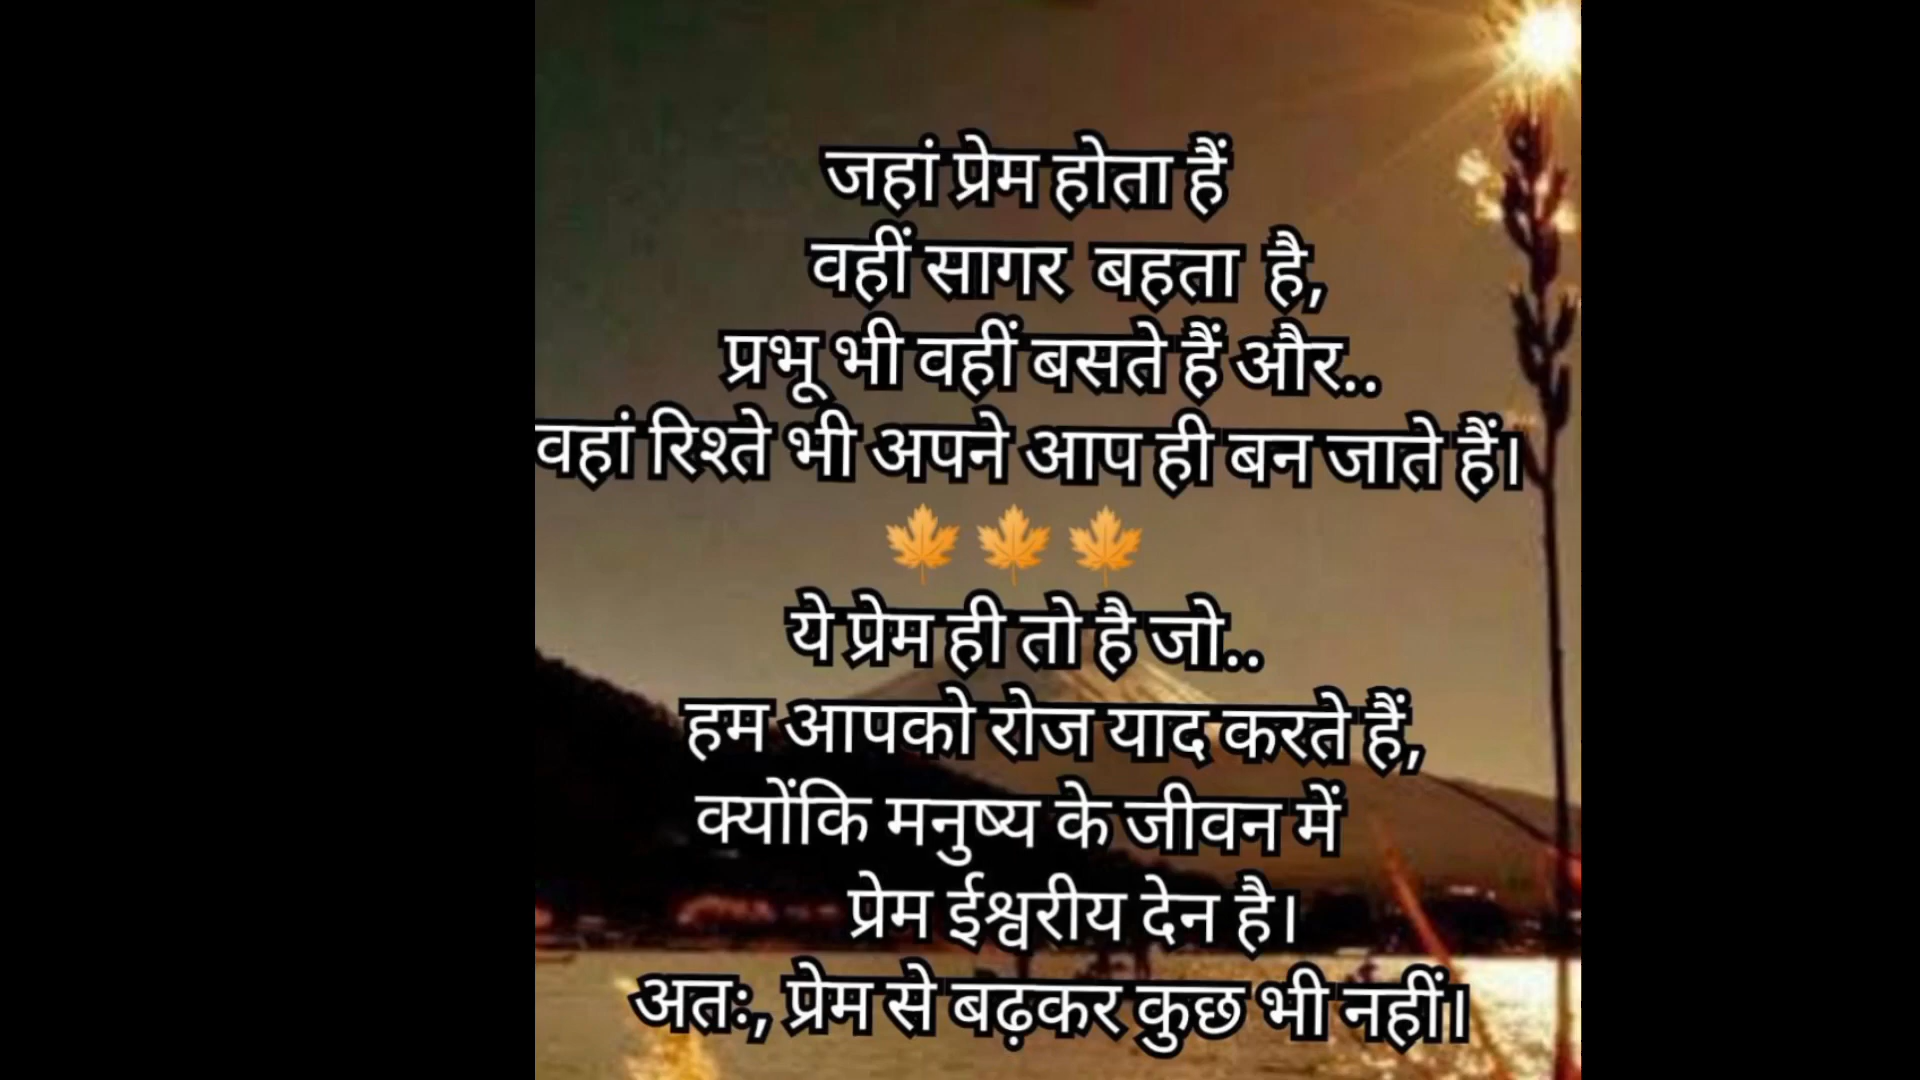 जहां प्रेम होता हैं
वहीं सागर बहता है,
प्रभू भी वहीं बसते हैं और..
वहां रिश्ते भी अपने आप ही बन जाते हैं।
🍁 🍁 🍁
ये प्रेम ही तो है जो..
हम आपको रोज याद करते हैं,
क्योंकि मनुष्य के जीवन में
प्रेम ईश्वरीय देन है।
अतः, प्रेम से बढ़कर कुछ भी नहीं।